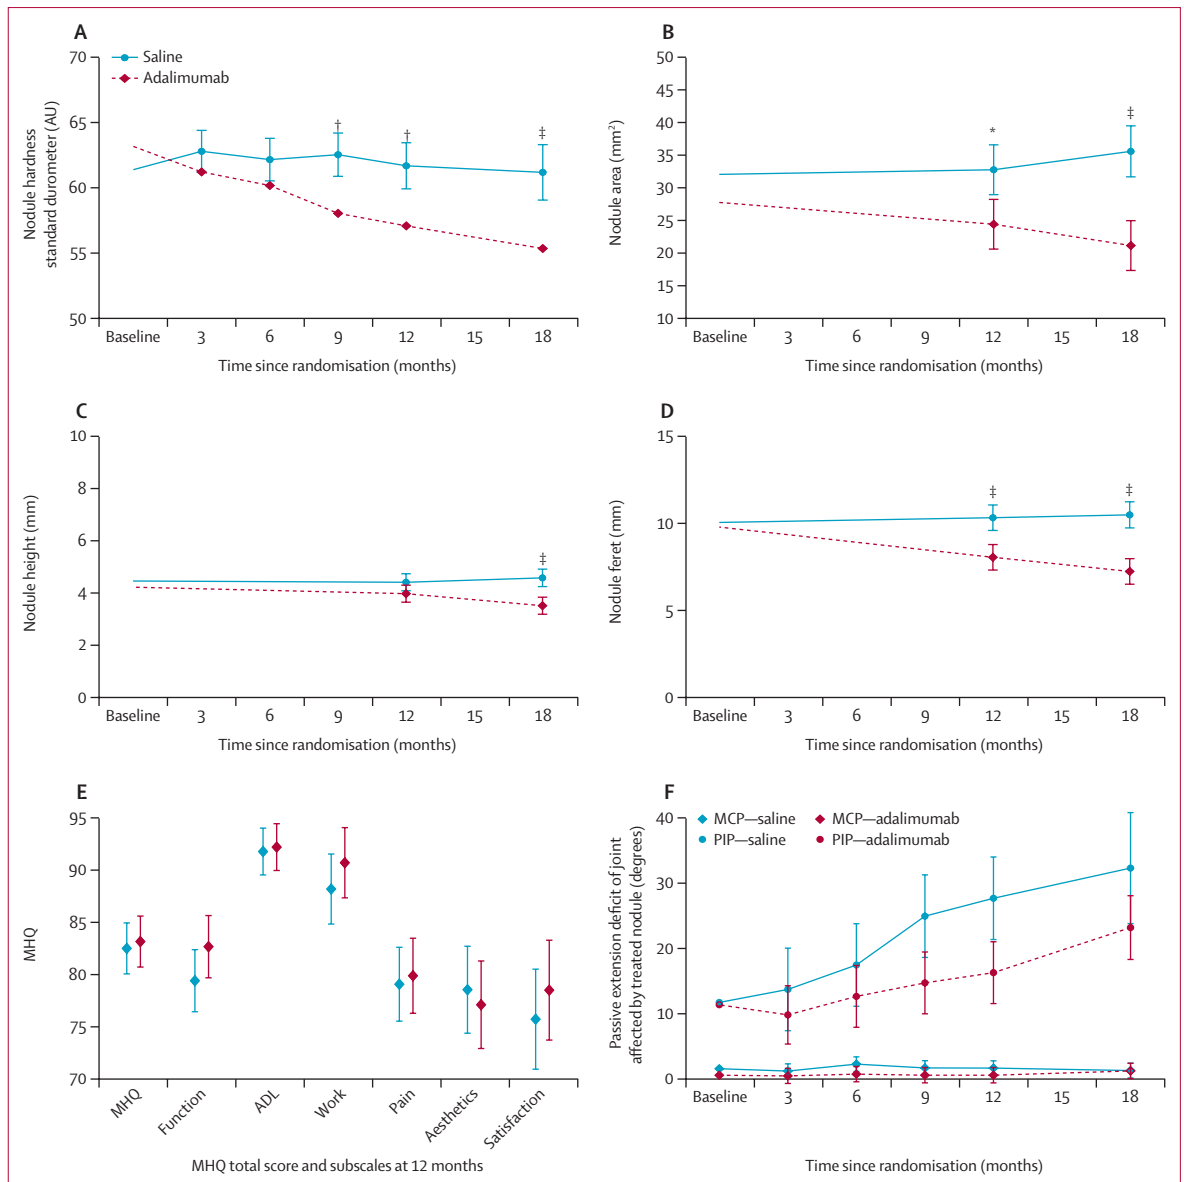 A
Nodule hardness
standard durometer (AU)
70
65
60
55
50
Saline
Adalimumab
†
†
‡
Baseline
3
6
9
12
15
18
Time since randomisation (months)
B
Nodule area (mm²)
50
45
40
35
30
25
20
15
10
*
‡
Baseline
3
6
9
12
15
18
Time since randomisation (months)
C
Nodule height (mm)
10
8
6
4
2
0
‡
Baseline
3
6
9
12
15
18
Time since randomisation (months)
D
Nodule feret (mm)
15
10
5
0
‡
‡
Baseline
3
6
9
12
15
18
Time since randomisation (months)
E
MHQ
95
90
85
80
75
70
MHQ
Function
ADL
Work
Pain
Aesthetics
Satisfaction
MHQ total score and subscales at 12 months
F
Passive extension deficit of joint
affected by treated nodule (degrees)
40
30
20
10
0
MCP—saline
MCP—adalimumab
PIP—saline
PIP—adalimumab
Baseline
3
6
9
12
15
18
Time since randomisation (months)